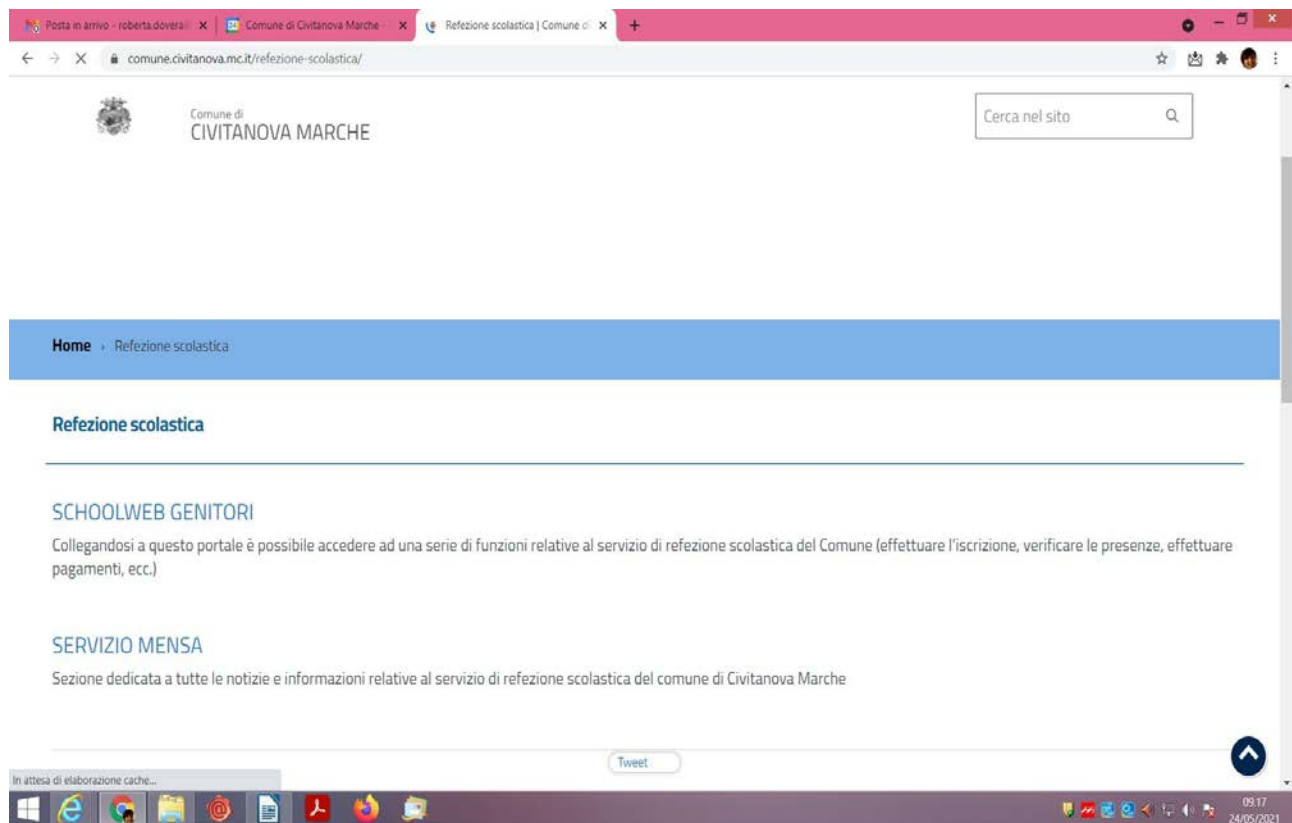 Posta in arrivo - roberta.doverali
Comune di Civitanova Marche -
Refezione scolastica | Comune d
comune.civitanova.mc.it/refezione-scolastica/
Comune di
CIVITANOVA MARCHE
Cerca nel sito
Home › Refezione scolastica
Refezione scolastica
SCHOOLWEB GENITORI
Collegandosi a questo portale è possibile accedere ad una serie di funzioni relative al servizio di refezione scolastica del Comune (effettuare l'iscrizione, verificare le presenze, effettuare
pagamenti, ecc.)
SERVIZIO MENSA
Sezione dedicata a tutte le notizie e informazioni relative al servizio di refezione scolastica del comune di Civitanova Marche
Tweet
In attesa di elaborazione cache...
09.17
24/05/2021